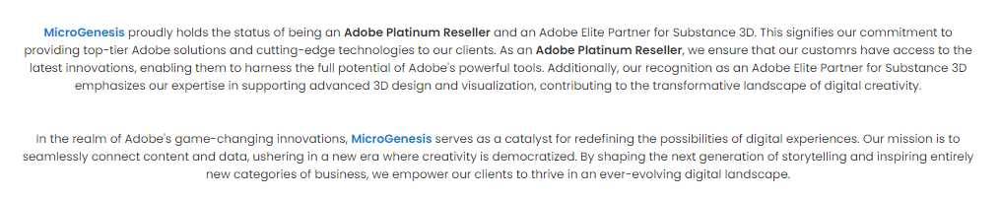 MicroGenesis proudly holds the status of being an Adobe Platinum Reseller and an Adobe Elite Partner for Substance 3D. This signifies our commitment to
providing top-tier Adobe solutions and cutting-edge technologies to our clients. As an Adobe Platinum Reseller, we ensure that our customrs have access to the
latest innovations, enabling them to harness the full potential of Adobe's powerful tools. Additionally, our recognition as an Adobe Elite Partner for Substance 3D
emphasizes our expertise in supporting advanced 3D design and visualization, contributing to the transformative landscape of digital creativity.
In the realm of Adobe's game-changing innovations, MicroGenesis serves as a catalyst for redefining the possibilities of digital experiences. Our mission is to
seamlessly connect content and data, ushering in a new era where creativity is democratized. By shaping the next generation of storytelling and inspiring entirely
new categories of business, we empower our clients to thrive in an ever-evolving digital landscape.